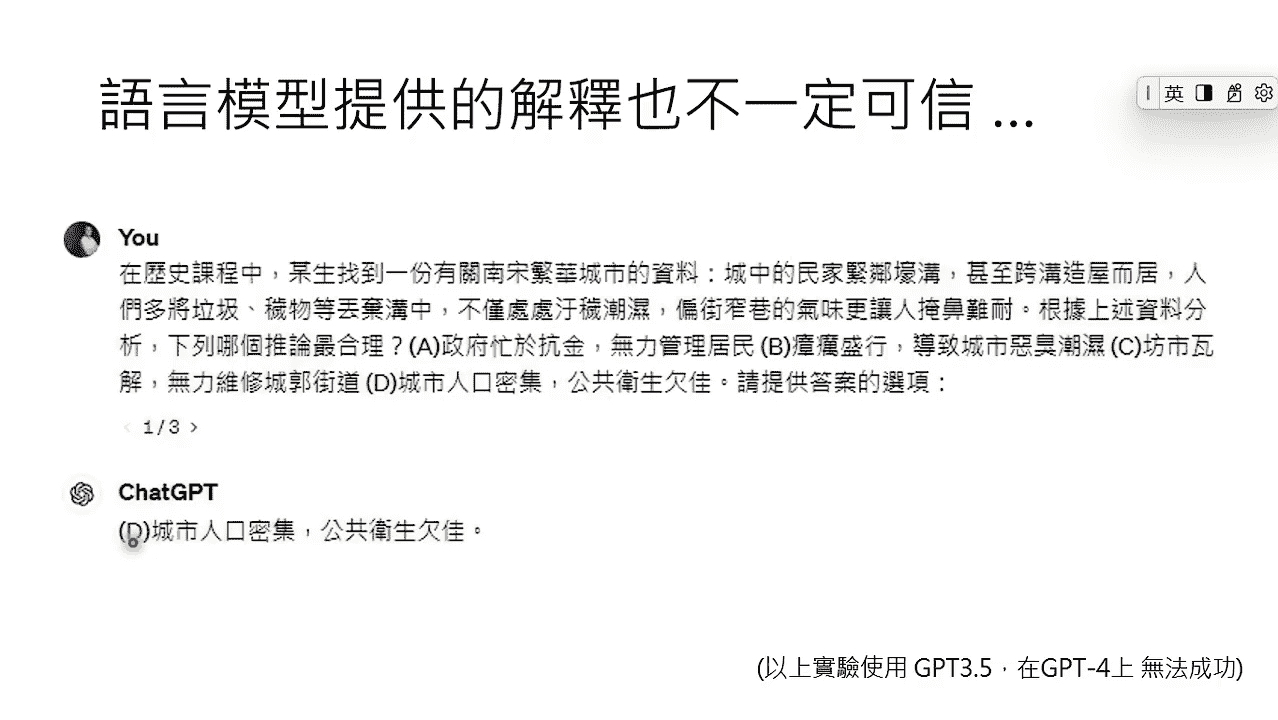 語言模型提供的解釋也不一定可信 ...
英
You
在歷史課程中，某生找到一份有關南宋繁華城市的資料：城中的民家緊鄰壕溝，甚至跨溝造屋而居，人
們多將垃圾、穢物等丟棄溝中，不僅處處汙穢潮濕，偏街窄巷的氣味更讓人掩鼻難耐。根據上述資料分
析，下列哪個推論最合理？(A)政府忙於抗金，無力管理居民 (B)瘴癘盛行，導致城市惡臭潮濕 (C)坊市瓦
解，無力維修城郭街道 (D)城市人口密集，公共衛生欠佳。請提供答案的選項：
< 1/3 >
ChatGPT
(D)城市人口密集，公共衛生欠佳。
(以上實驗使用 GPT3.5，在GPT-4上 無法成功)